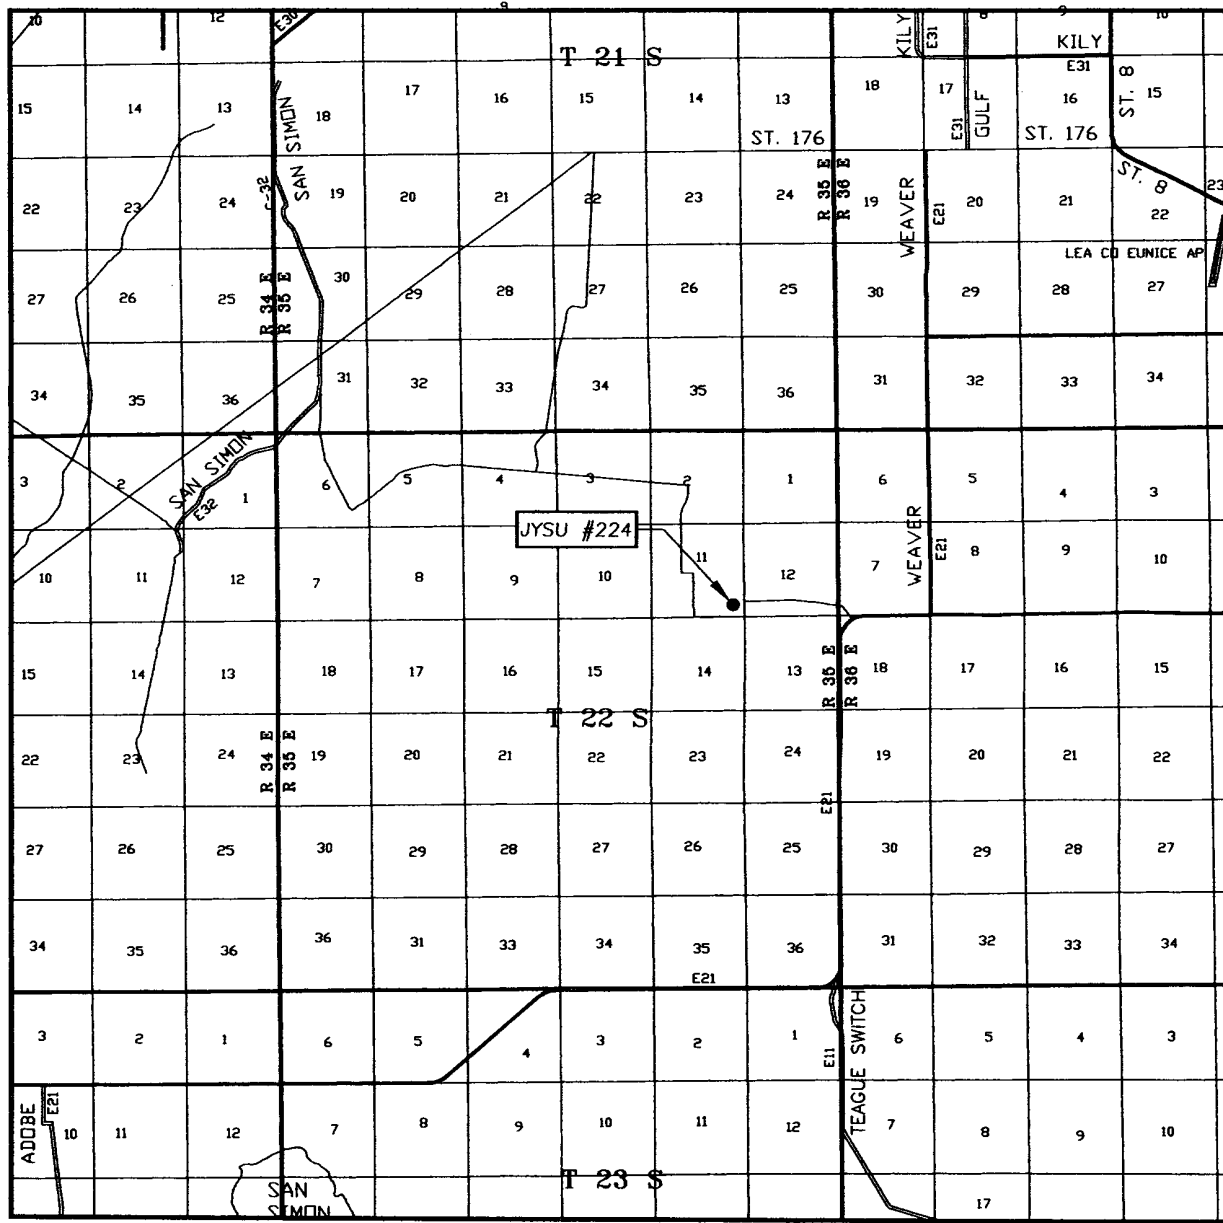 10 12 E30 9 8 9 10
T 21 S KILY E31 KILY
E31 ST. 8
15 14 13 18 17 16 15 14 13 18 17 16 15
SAN SIMON ST. 176 E31 GULF ST. 176
R 35 E R 36 E ST. 8
22 23 24 19 20 21 22 23 24 19 20 21 22 23
SAN SIMON WEAVER E21
LEA CO EUNICE AP
27 26 25 30 29 28 27 26 25 30 29 28 27
R 34 E R 35 E
34 35 36 31 32 33 34 35 36 31 32 33 34
SAN SIMON
3 2 1 6 5 4 3 2 1 6 5 4 3
E32
JYSU #224
WEAVER E21
10 11 12 7 8 9 10 11 12 7 8 9 10
15 14 13 18 17 16 15 14 13 18 17 16 15
R 35 E R 36 E
T 22 S
22 23 24 19 20 21 22 23 24 19 20 21 22
R 34 E R 35 E
E21
27 26 25 30 29 28 27 26 25 30 29 28 27
34 35 36 36 31 33 34 35 36 31 32 33 34
E21
3 2 1 6 5 4 3 2 1 6 5 4 3
E11 TEAGUE SWITCH
ADOBE E21
10 11 12 7 8 9 10 11 12 7 8 9 10
T 23 S
SAN
SIMON
17